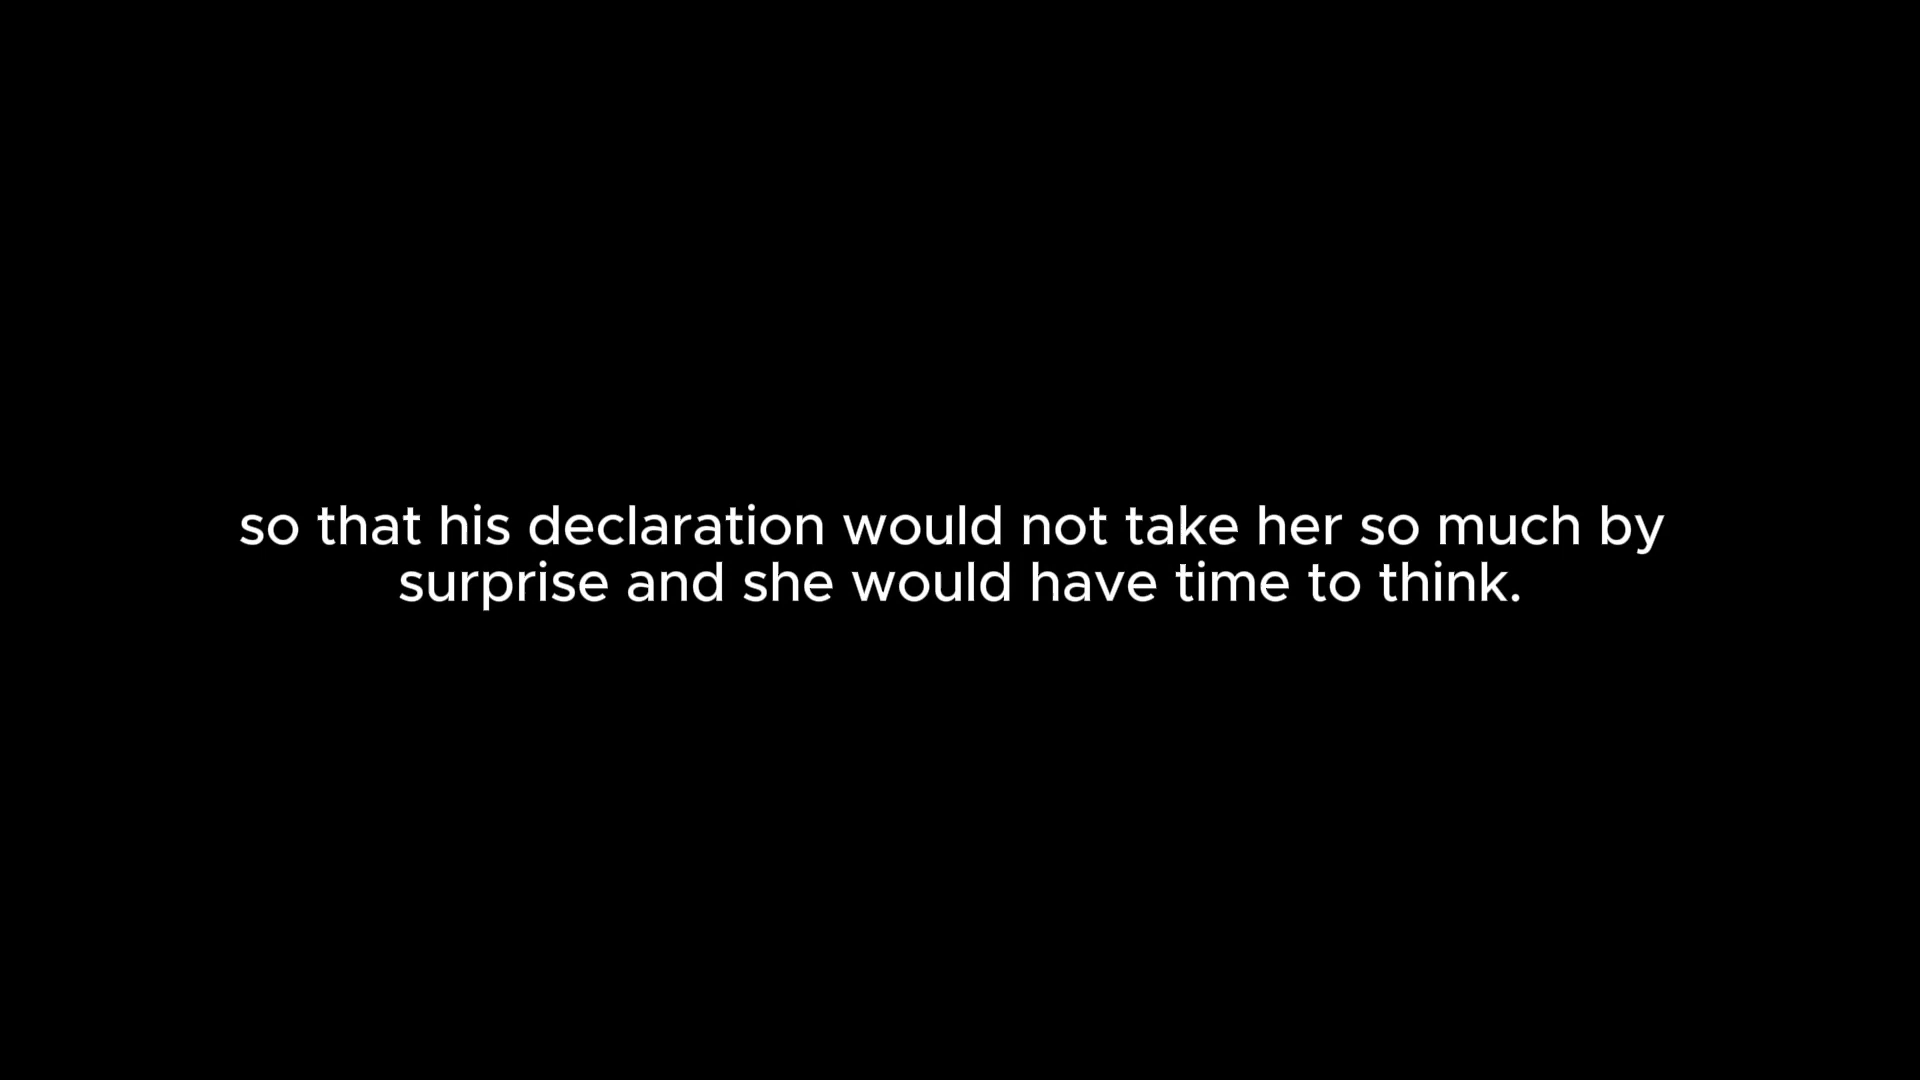 so that his declaration would not take her so much by
surprise and she would have time to think.